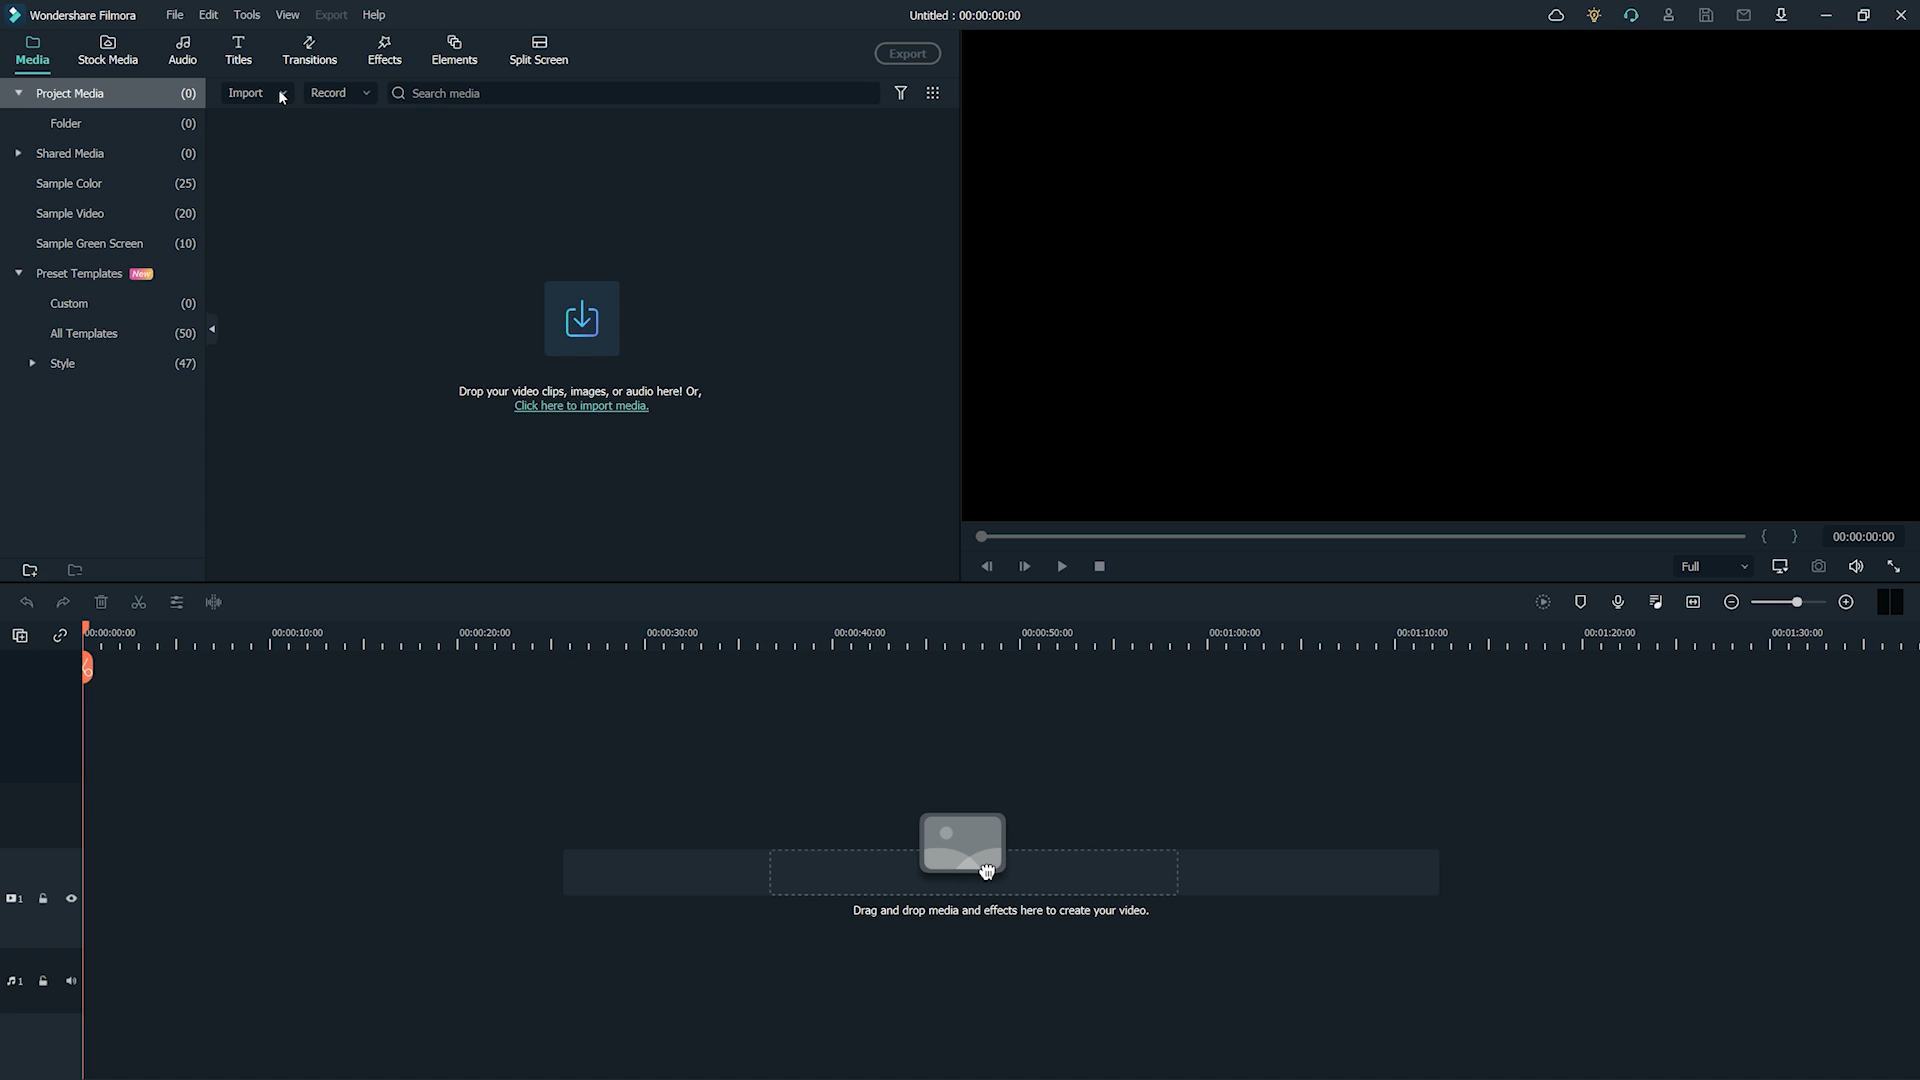 Wondershare Filmora File Edit Tools View Export Help Untitled : 00:00:00:00
Media Stock Media Audio Titles Transitions Effects Elements Split Screen Export
Project Media (0) Import Record Search media
Folder (0)
Shared Media (0)
Sample Color (25)
Sample Video (20)
Sample Green Screen (10)
Preset Templates New
Custom (0)
All Templates (50)
Style (47)
Drop your video clips, images, or audio here! Or,
Click here to import media.
{ } 00:00:00:00
Full
00:00:00:00 00:00:10:00 00:00:20:00 00:00:30:00 00:00:40:00 00:00:50:00 00:01:00:00 00:01:10:00 00:01:20:00 00:01:30:00
1
Drag and drop media and effects here to create your video.
1